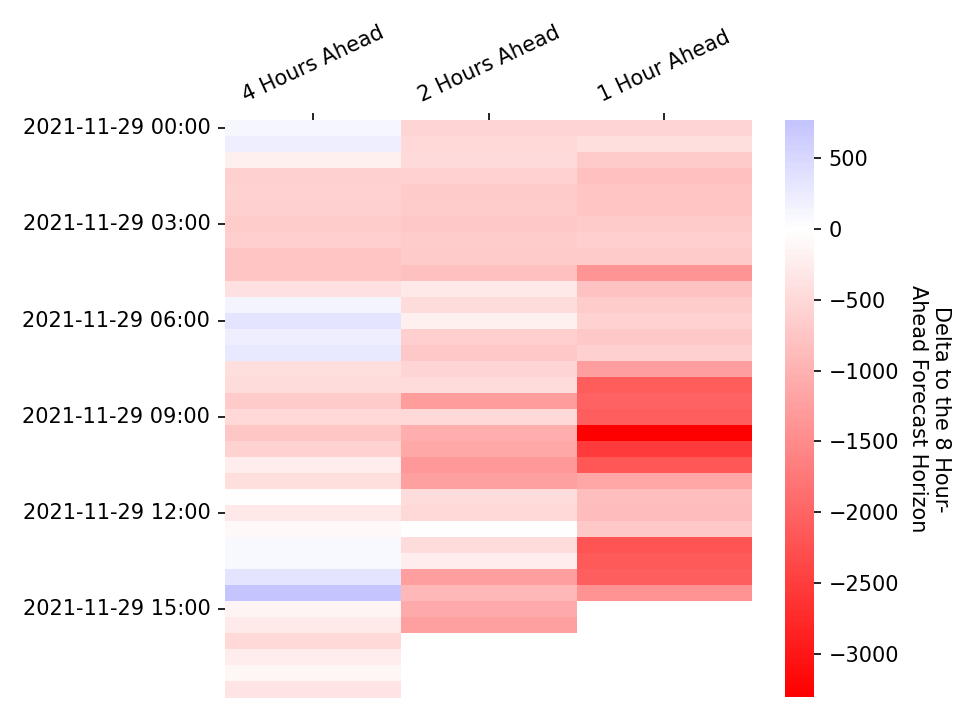 4 Hours Ahead
2 Hours Ahead
1 Hour Ahead
2021-11-29 00:00
2021-11-29 03:00
2021-11-29 06:00
2021-11-29 09:00
2021-11-29 12:00
2021-11-29 15:00
500
0
−500
−1000
−1500
−2000
−2500
−3000
Delta to the 8 Hour-
Ahead Forecast Horizon